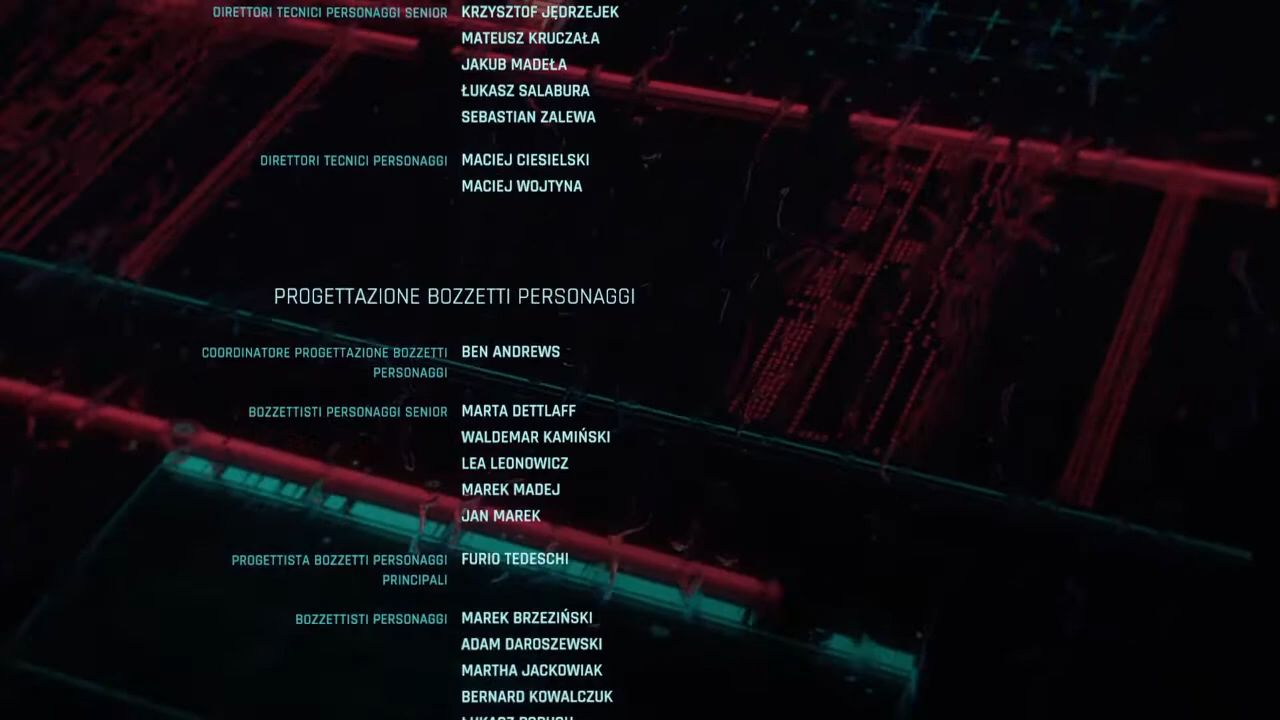 DIRETTORI TECNICI PERSONAGGI SENIOR KRZYSZTOF JĘDRZEJEK
MATEUSZ KRUCZAŁA
JAKUB MADEŁA
ŁUKASZ SALABURA
SEBASTIAN ZALEWA
DIRETTORI TECNICI PERSONAGGI MACIEJ CIESIELSKI
MACIEJ WOJTYNA
PROGETTAZIONE BOZZETTI PERSONAGGI
COORDINATORE PROGETTAZIONE BOZZETTI BEN ANDREWS
PERSONAGGI
BOZZETTISTI PERSONAGGI SENIOR MARTA DETTLAFF
WALDEMAR KAMIŃSKI
LEA LEONOWICZ
MAREK MADEJ
JAN MAREK
PROGETTISTA BOZZETTI PERSONAGGI FURIO TEDESCHI
PRINCIPALI
BOZZETTISTI PERSONAGGI MAREK BRZEZIŃSKI
ADAM DAROSZEWSKI
MARTHA JACKOWIAK
BERNARD KOWALCZUK